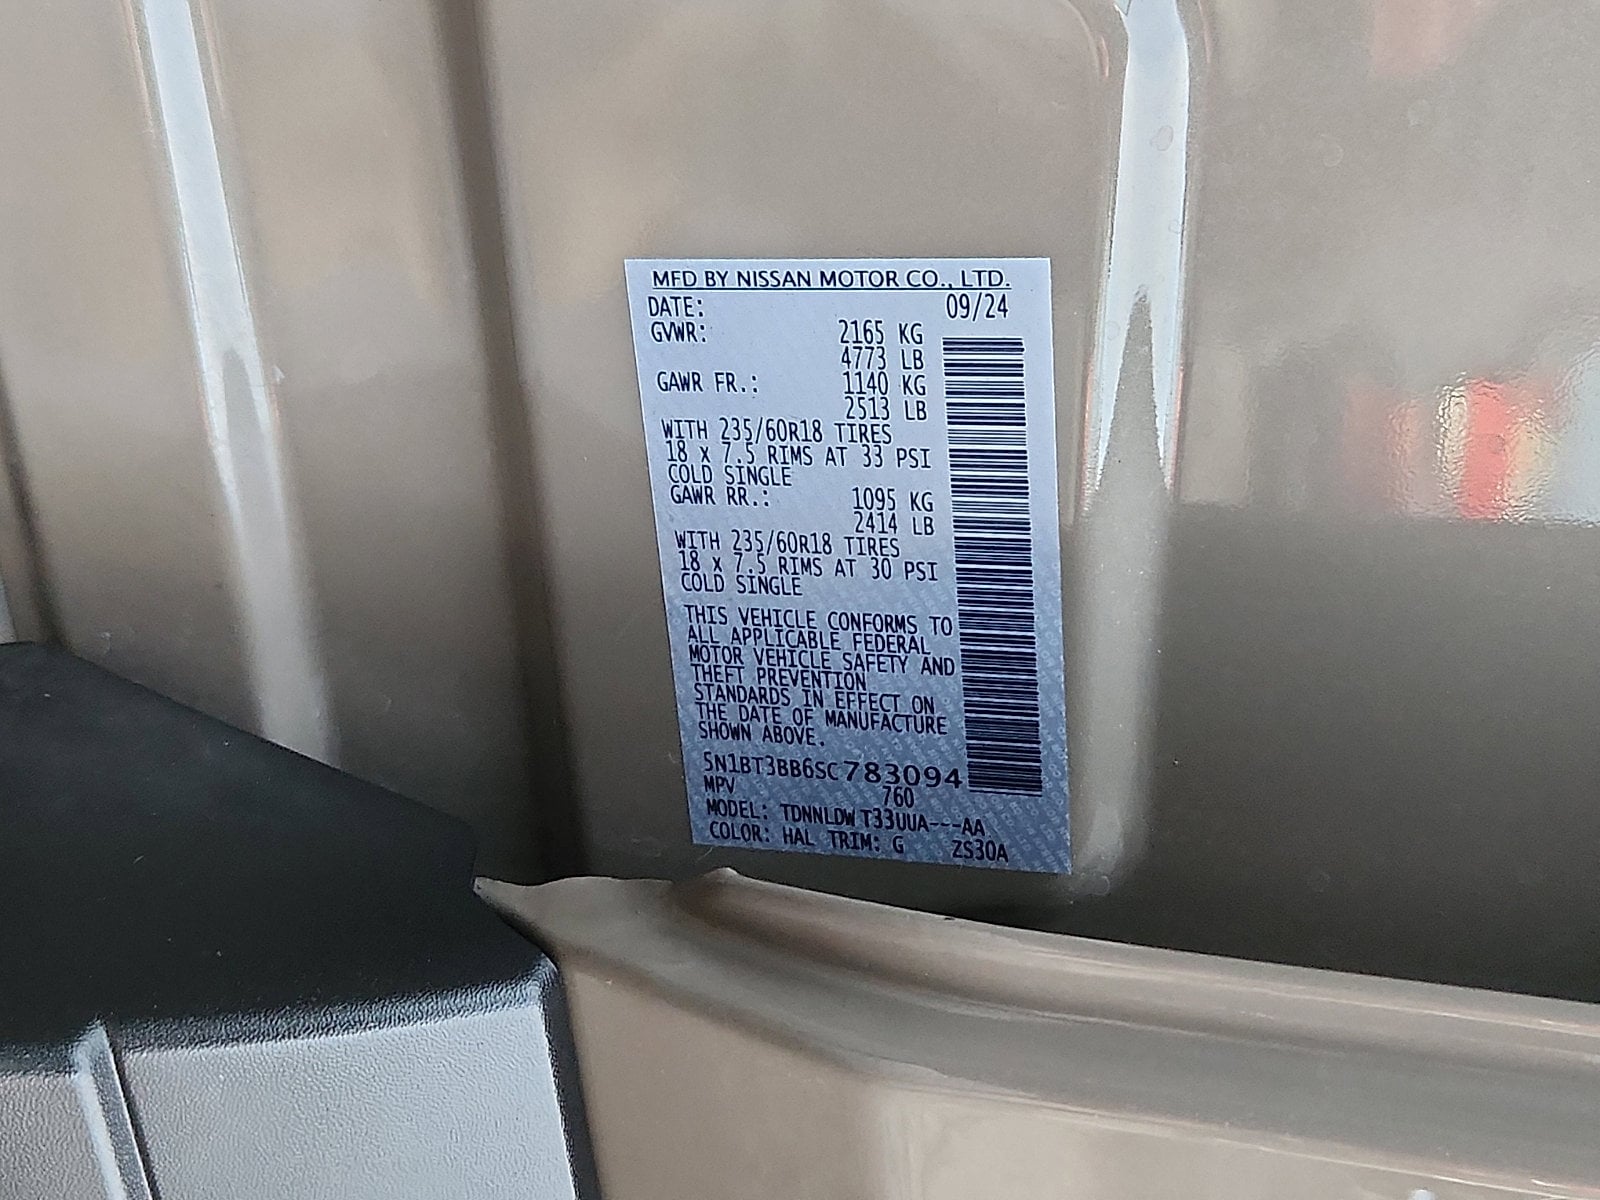 MFD BY NISSAN MOTOR CO., LTD.
DATE: 09/24
GVWR: 2165 KG
4773 LB
GAWR FR.: 1140 KG
2513 LB
WITH 235/60R18 TIRES
18 x 7.5 RIMS AT 33 PSI
COLD SINGLE
GAWR RR.: 1095 KG
2414 LB
WITH 235/60R18 TIRES
18 x 7.5 RIMS AT 30 PSI
COLD SINGLE
THIS VEHICLE CONFORMS TO
ALL APPLICABLE FEDERAL
MOTOR VEHICLE SAFETY AND
THEFT PREVENTION
STANDARDS IN EFFECT ON
THE DATE OF MANUFACTURE
SHOWN ABOVE.
5N1BT3BB6SC783094
MPV 760
MODEL: TDNNLDW T33UUA---AA
COLOR: HAL TRIM: G ZS30A